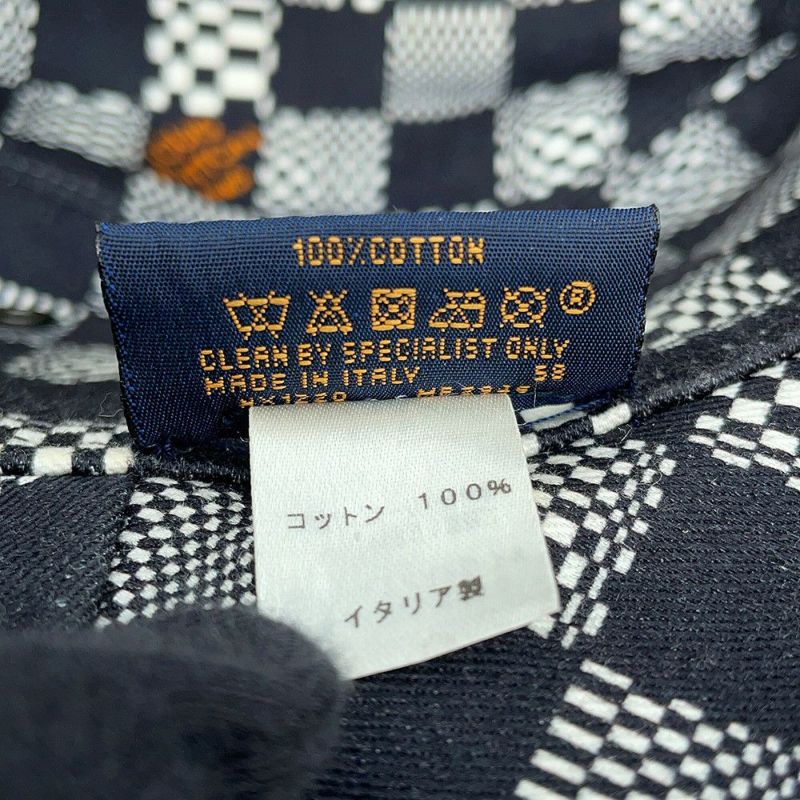 100%COTTON
®
CLEAN BY SPECIALIST ONLY
MADE IN ITALY 58
コットン 100%
イタリア製